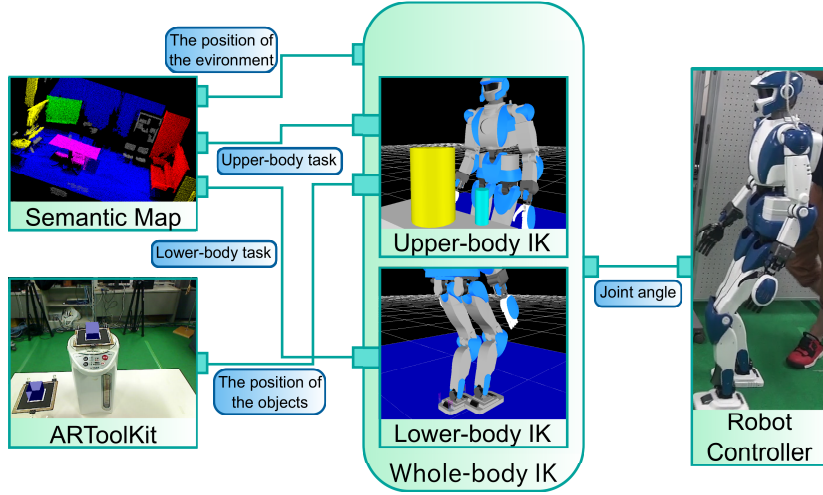 The position of
the evironment
Semantic Map
Upper-body task
Lower-body task
ARToolKit
The position of
the objects
Upper-body IK
Lower-body IK
Whole-body IK
Joint angle
Robot
Controller